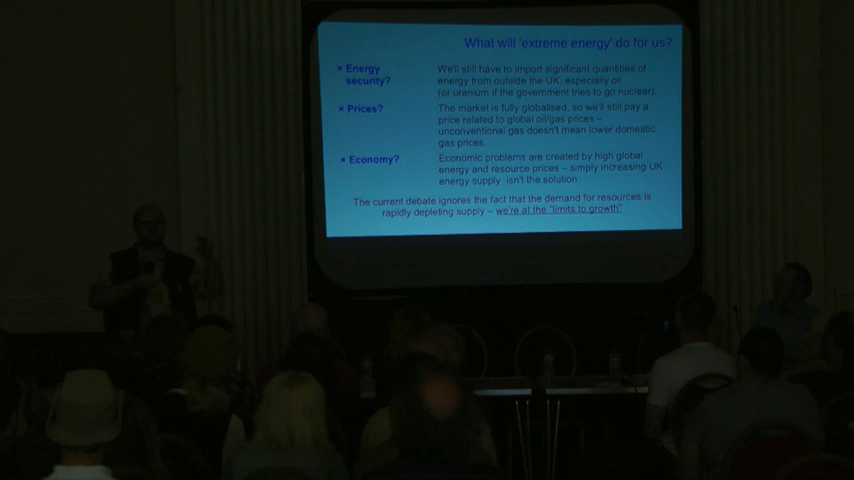 What will 'extreme energy' do for us?
× Energy security?
We'll still have to import significant quantities of
energy from outside the UK, especially oil
(or uranium if the government tries to go nuclear).
× Prices?
The market is fully globalised, so we'll still pay a
price related to global oil/gas prices –
unconventional gas doesn't mean lower domestic
gas prices.
× Economy?
Economic problems are created by high global
energy and resource prices – simply increasing UK
energy supply isn't the solution.
The current debate ignores the fact that the demand for resources is
rapidly depleting supply – we're at the "limits to growth"